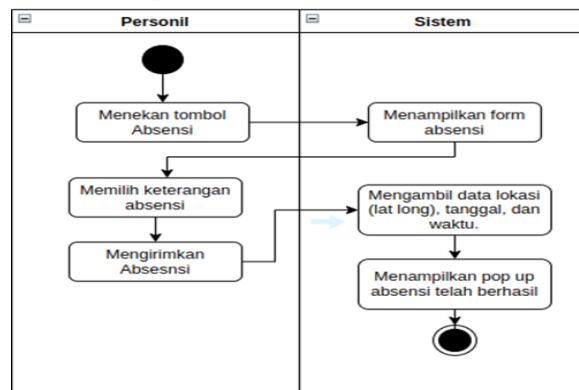 Personil
Sistem
Menekan tombol
Absensi
Menampilkan form
absensi
Memilih keterangan
absensi
Mengirimkan
Absesnsi
Mengambil data lokasi
(lat long), tanggal, dan
waktu.
Menampilkan pop up
absensi telah berhasil